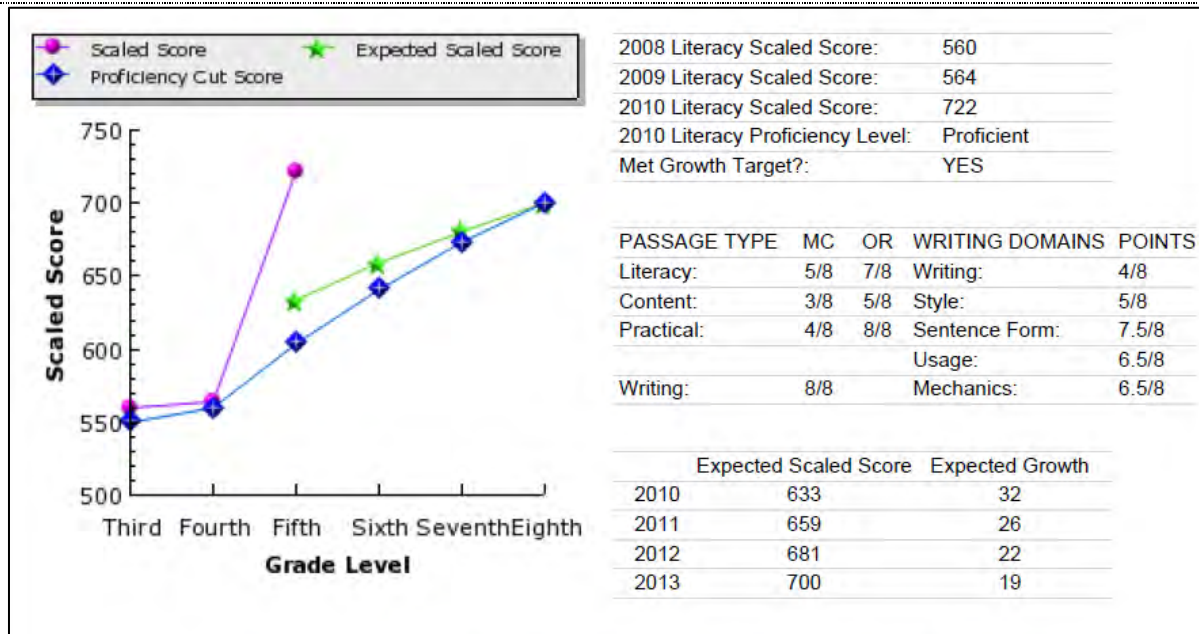 Scaled Score Expected Scaled Score
Proficiency Cut Score
750
700
650
600
550
500
Scaled Score
Third Fourth Fifth Sixth Seventh Eighth
Grade Level
2008 Literacy Scaled Score: 560
2009 Literacy Scaled Score: 564
2010 Literacy Scaled Score: 722
2010 Literacy Proficiency Level: Proficient
Met Growth Target?: YES
PASSAGE TYPE MC OR WRITING DOMAINS POINTS
Literacy: 5/8 7/8 Writing: 4/8
Content: 3/8 5/8 Style: 5/8
Practical: 4/8 8/8 Sentence Form: 7.5/8
Usage: 6.5/8
Writing: 8/8 Mechanics: 6.5/8
Expected Scaled Score Expected Growth
2010 633 32
2011 659 26
2012 681 22
2013 700 19